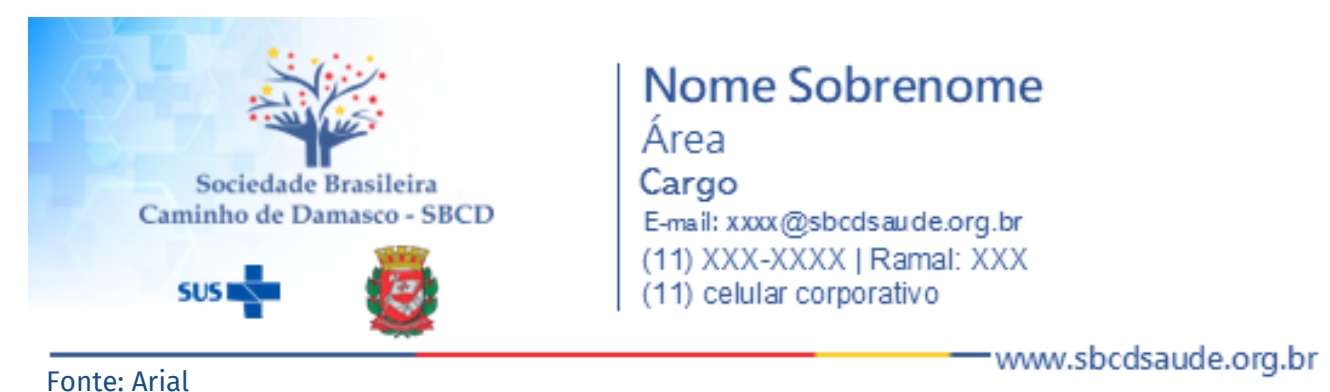 Sociedade Brasileira
Caminho de Damasco - SBCD
SUS
Nome Sobrenome
Área
Cargo
E-mail: xxxx@sbcdsaude.org.br
(11) XXX-XXXX | Ramal: XXX
(11) celular corporativo
www.sbcdsaude.org.br
Fonte: Arial